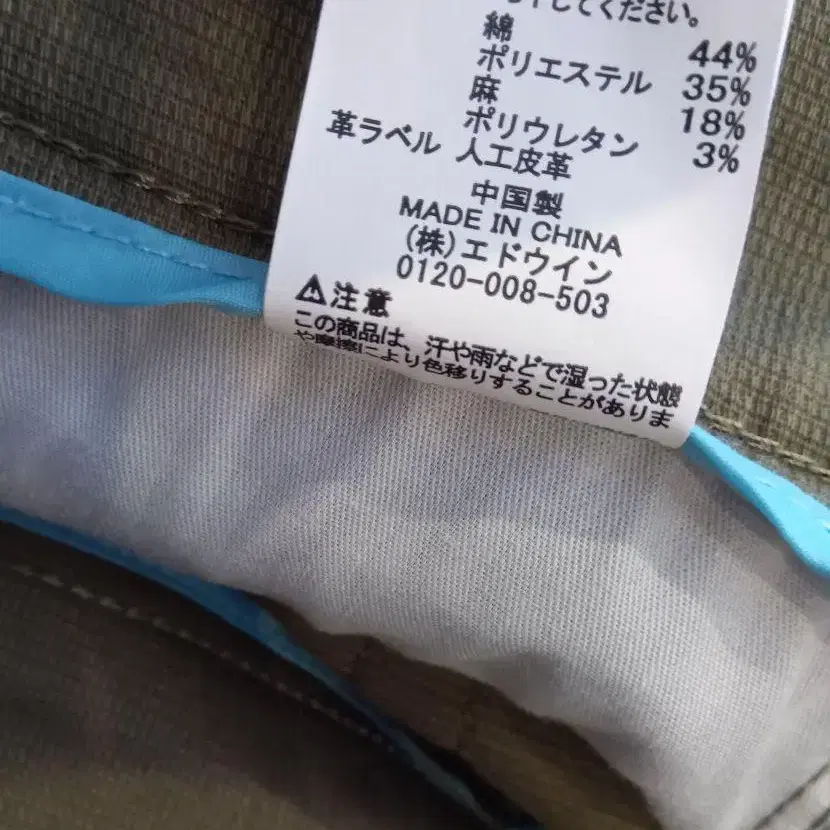 してください。
綿 44%
ポリエステル 35%
麻 18%
ポリウレタン 3%
革ラベル 人工皮革
中国製
MADE IN CHINA
(株)エドウイン
0120-008-503
⚠注意
この商品は、汗や雨などで湿った状態
や摩擦により色移りすることがありま